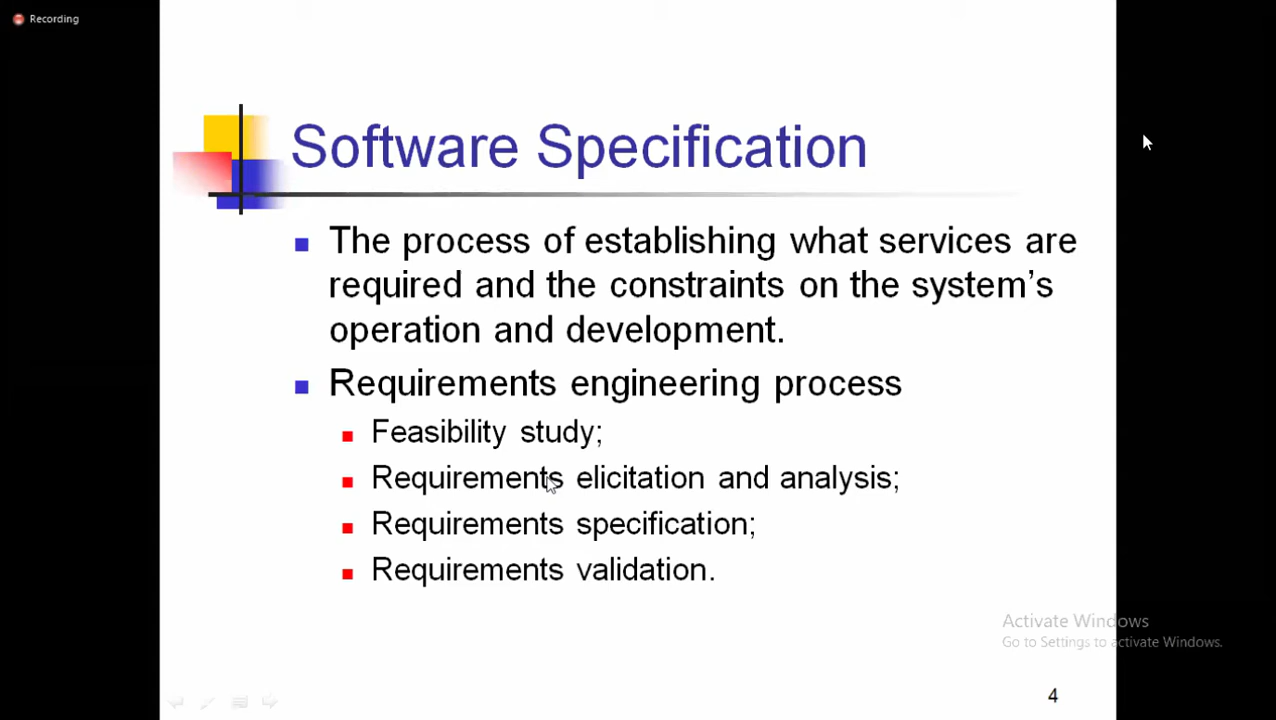 Recording
Software Specification
The process of establishing what services are
required and the constraints on the system's
operation and development.
Requirements engineering process
Feasibility study;
Requirements elicitation and analysis;
Requirements specification;
Requirements validation.
Activate Windows
Go to Settings to activate Windows.
4